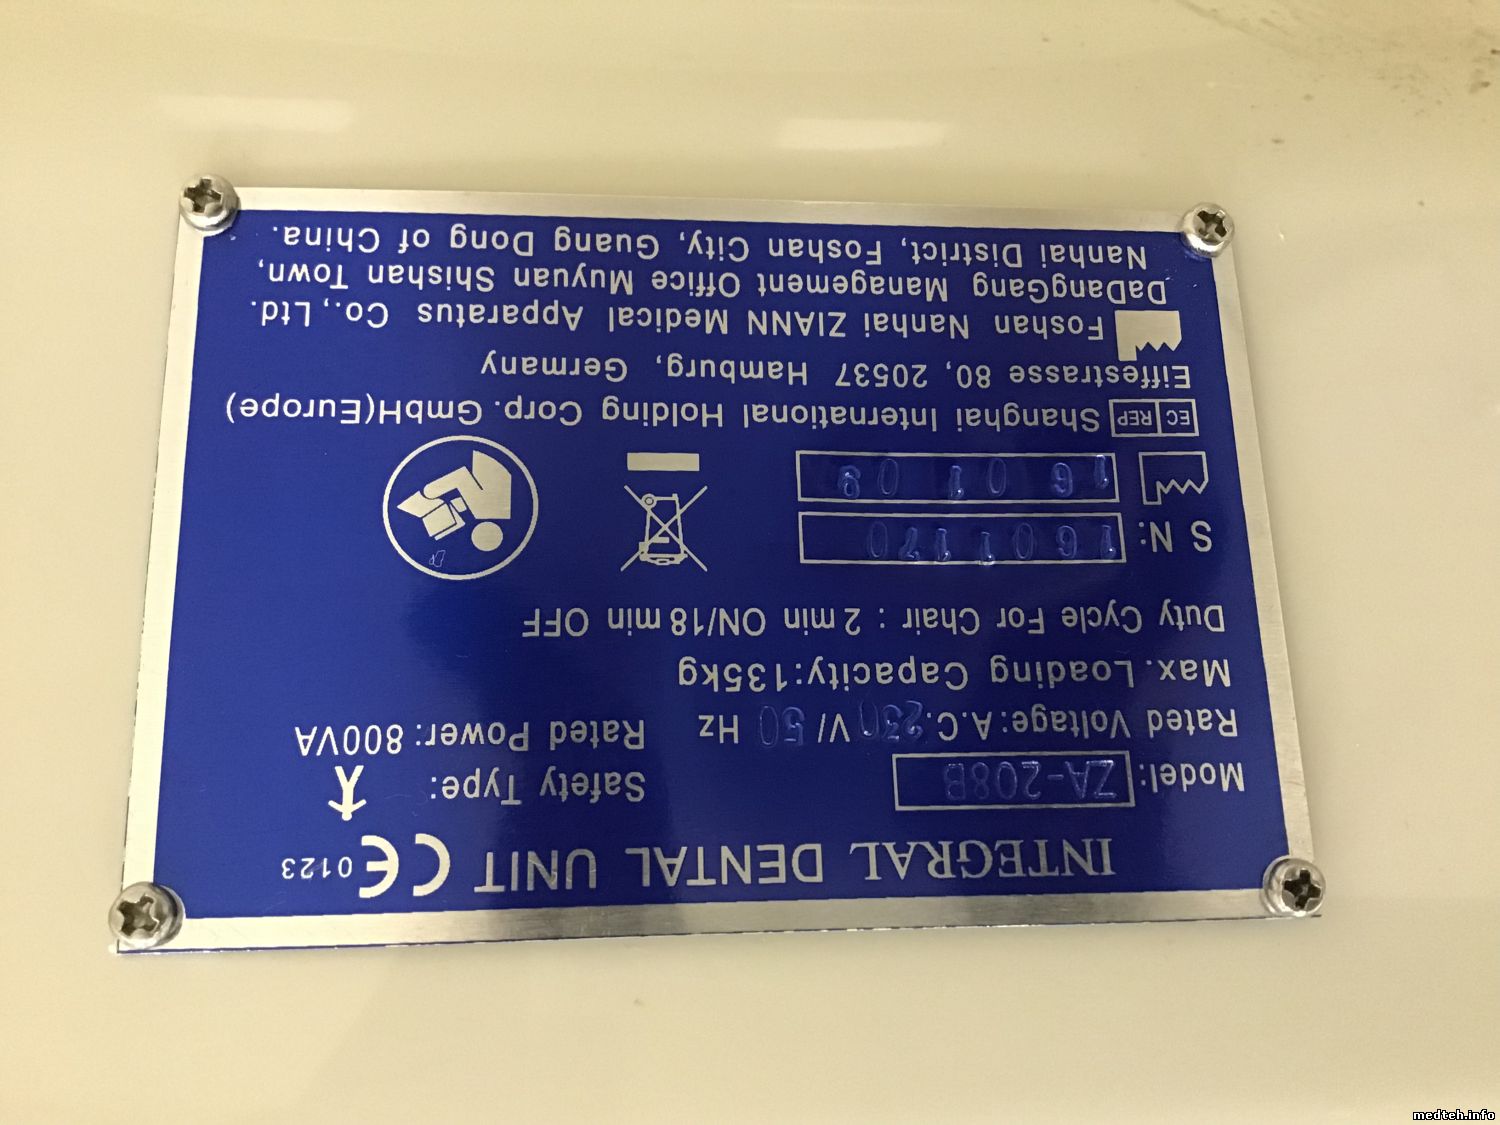 INTEGRAL DENTAL UNIT CE 0123
Model: ZA-208B Safety Type:
Rated Voltage: A.C.230 V/ 50 Hz Rated Power: 800VA
Max. Loading Capacity:135kg
Duty Cycle For Chair : 2 min ON/18 min OFF
S N: 1601170
160109
EC REP Shanghai International Holding Corp. GmbH(Europe)
Eiffestrasse 80, 20537 Hamburg, Germany
Foshan Nanhai ZIANN Medical Apparatus Co., Ltd.
DaDangGang Management Office Muyuan Shishan Town,
Nanhai District, Foshan City, Guang Dong of China.
medteh.info